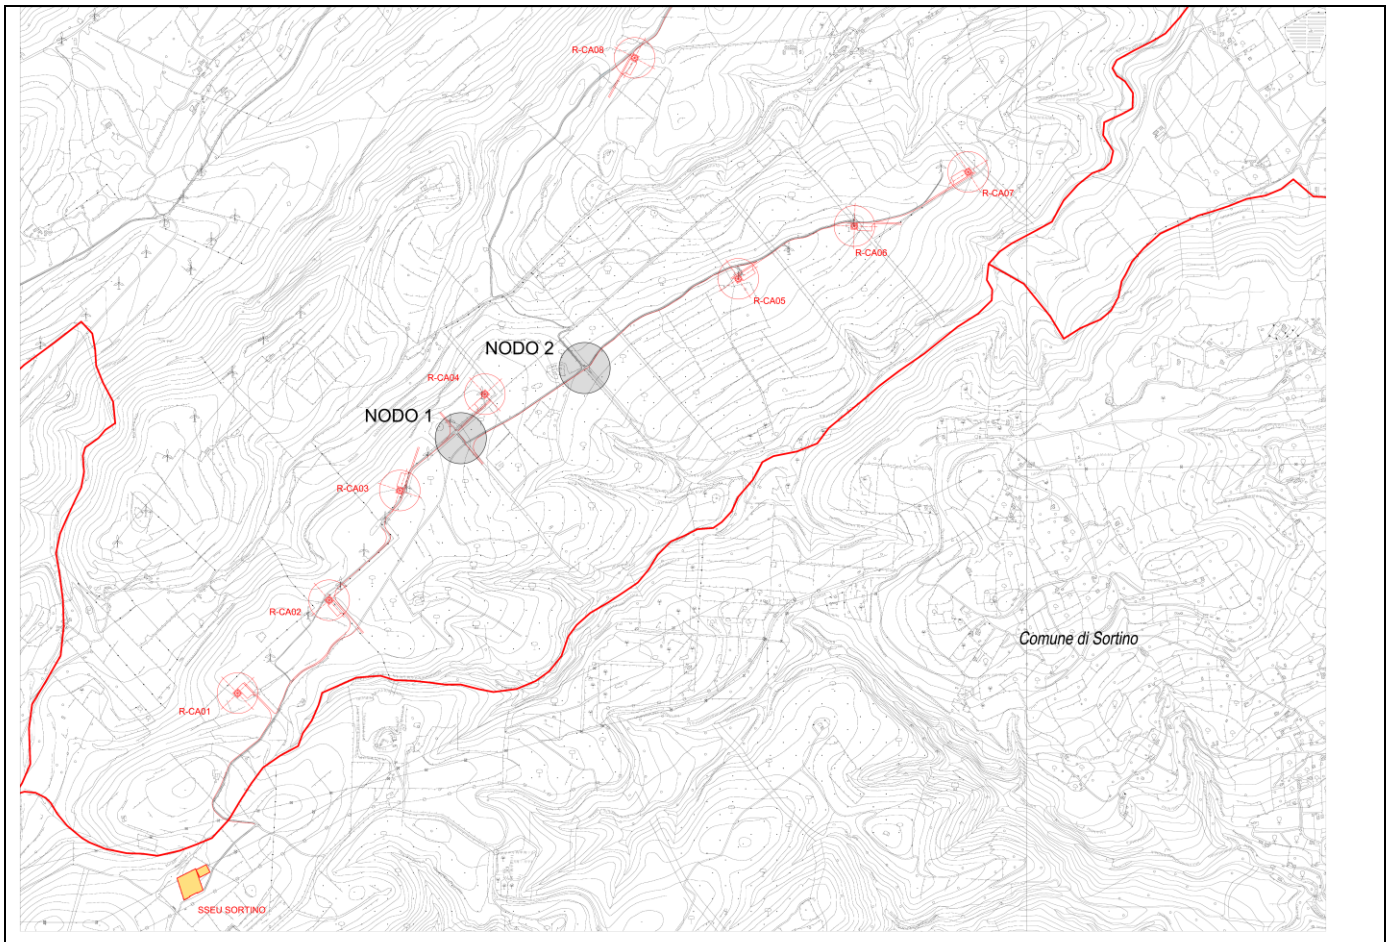 R-CA08
R-CA07
R-CA06
R-CA05
NODO 2
R-CA04
NODO 1
R-CA03
R-CA02
Comune di Sortino
R-CA01
SSEU SORTINO